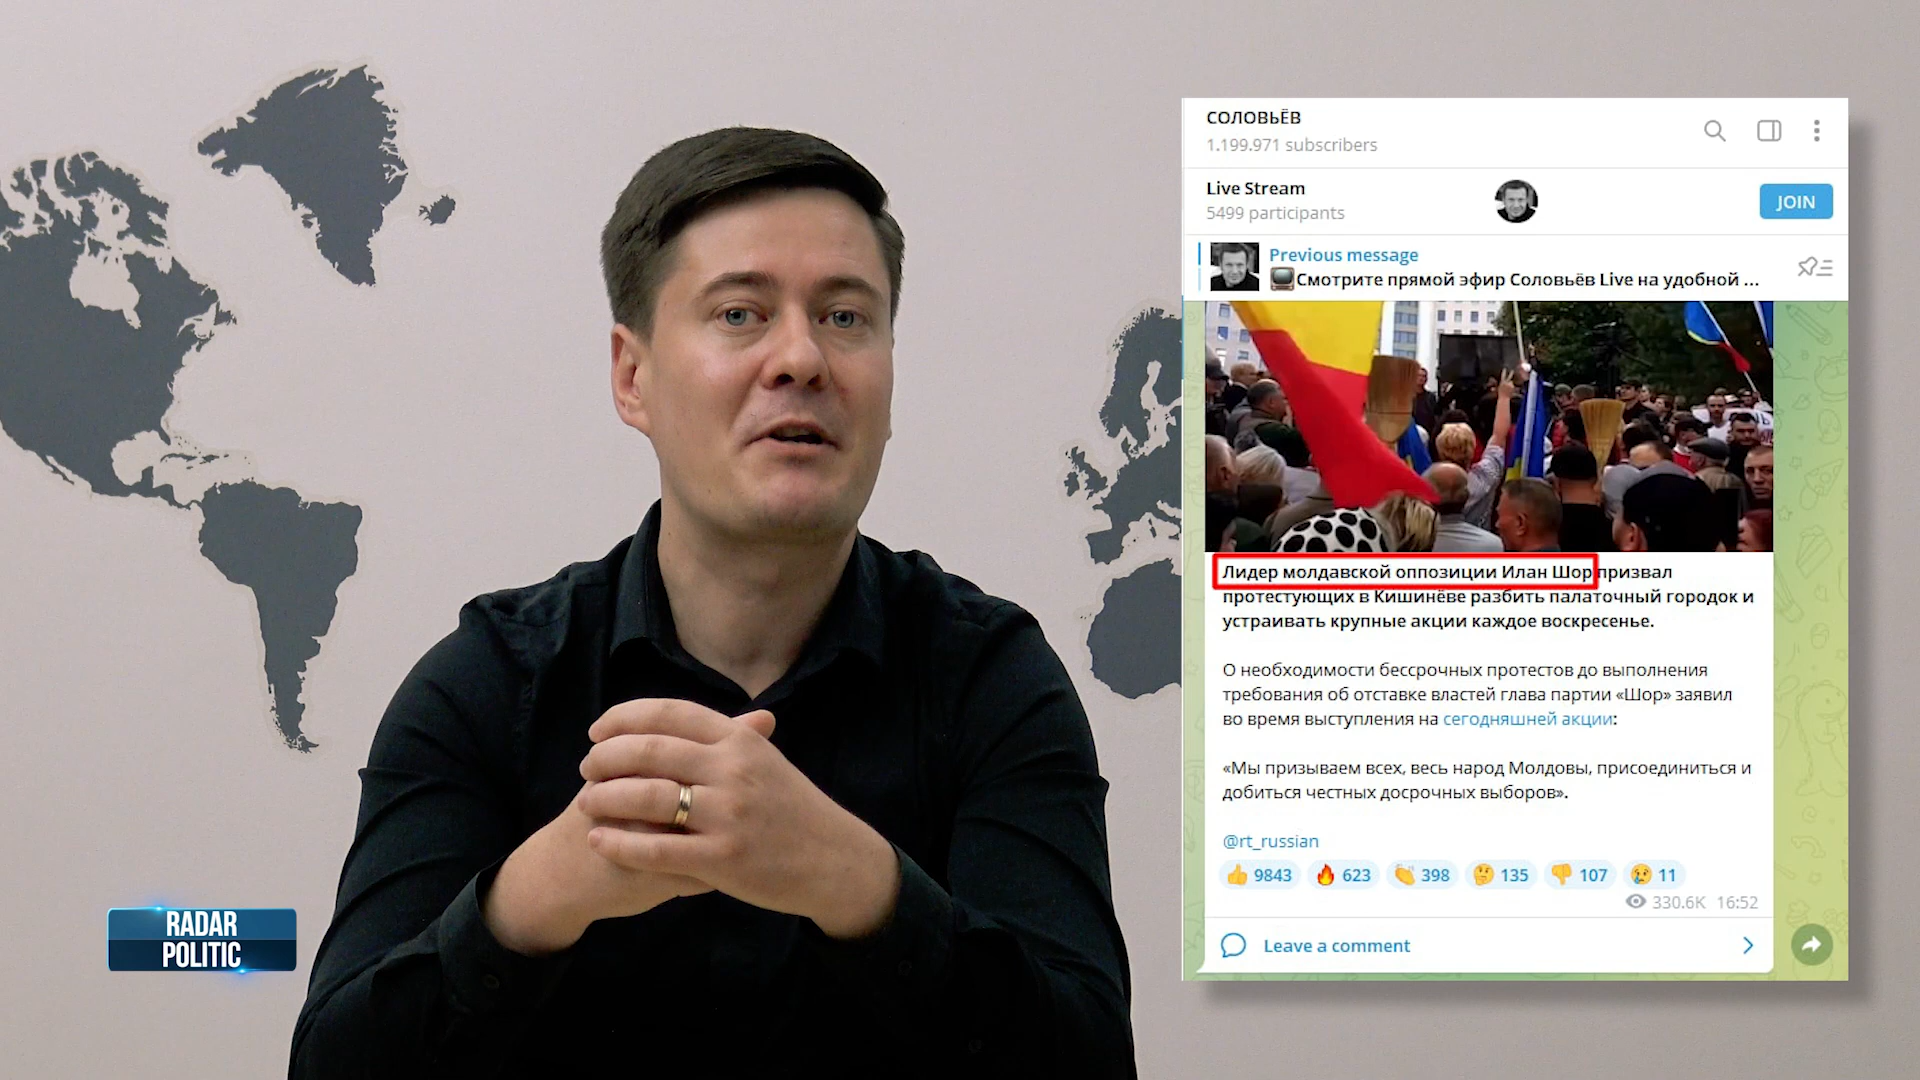 СОЛОВЬЁВ
1.199.971 subscribers
Live Stream
5499 participants
JOIN
Previous message
Смотрите прямой эфир Соловьёв Live на удобной ...
Лидер молдавской оппозиции Илан Шор призвал
протестующих в Кишинёве разбить палаточный городок и
устраивать крупные акции каждое воскресенье.
О необходимости бессрочных протестов до выполнения
требования об отставке властей глава партии «Шор» заявил
во время выступления на сегодняшней акции:
«Мы призываем всех, весь народ Молдовы, присоединиться и
добиться честных досрочных выборов».
@rt_russian
9843 623 398 135 107 11
330.6K 16:52
Leave a comment
RADAR
POLITIC